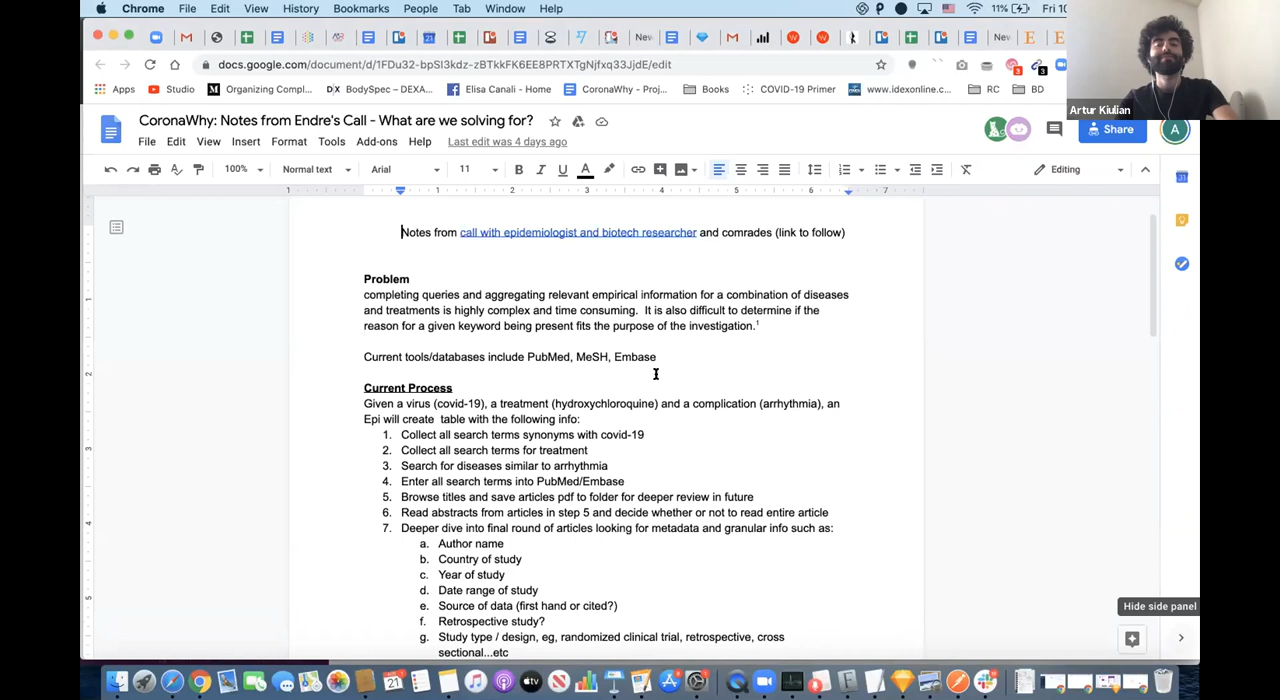 Chrome File Edit View History Bookmarks People Tab Window Help 11% Fri 10
New
New
docs.google.com/document/d/1FDu32-bpSI3kdz-zBTkkFK6EE8PRTXTgNjfxq33JjdE/edit
3 3
Apps Studio Organizing Compl... BodySpec – DEXA... Elisa Canali - Home CoronaWhy - Proj... Books COVID-19 Primer www.idexonline.c... RC BD
Artur Kiulian
CoronaWhy: Notes from Endre's Call - What are we solving for?
Share
A
File Edit View Insert Format Tools Add-ons Help Last edit was 4 days ago
100% Normal text Arial 11 B I U A Editing
1 1 2 3 4 5 6 7
Notes from call with epidemiologist and biotech researcher and comrades (link to follow)
Problem
completing queries and aggregating relevant empirical information for a combination of diseases
and treatments is highly complex and time consuming. It is also difficult to determine if the
reason for a given keyword being present fits the purpose of the investigation.1
Current tools/databases include PubMed, MeSH, Embase
Current Process
Given a virus (covid-19), a treatment (hydroxychloroquine) and a complication (arrhythmia), an
Epi will create table with the following info:
1. Collect all search terms synonyms with covid-19
2. Collect all search terms for treatment
3. Search for diseases similar to arrhythmia
4. Enter all search terms into PubMed/Embase
5. Browse titles and save articles pdf to folder for deeper review in future
6. Read abstracts from articles in step 5 and decide whether or not to read entire article
7. Deeper dive into final round of articles looking for metadata and granular info such as:
a. Author name
b. Country of study
c. Year of study
d. Date range of study
e. Source of data (first hand or cited?)
f. Retrospective study?
g. Study type / design, eg, randomized clinical trial, retrospective, cross
sectional...etc
Hide side panel